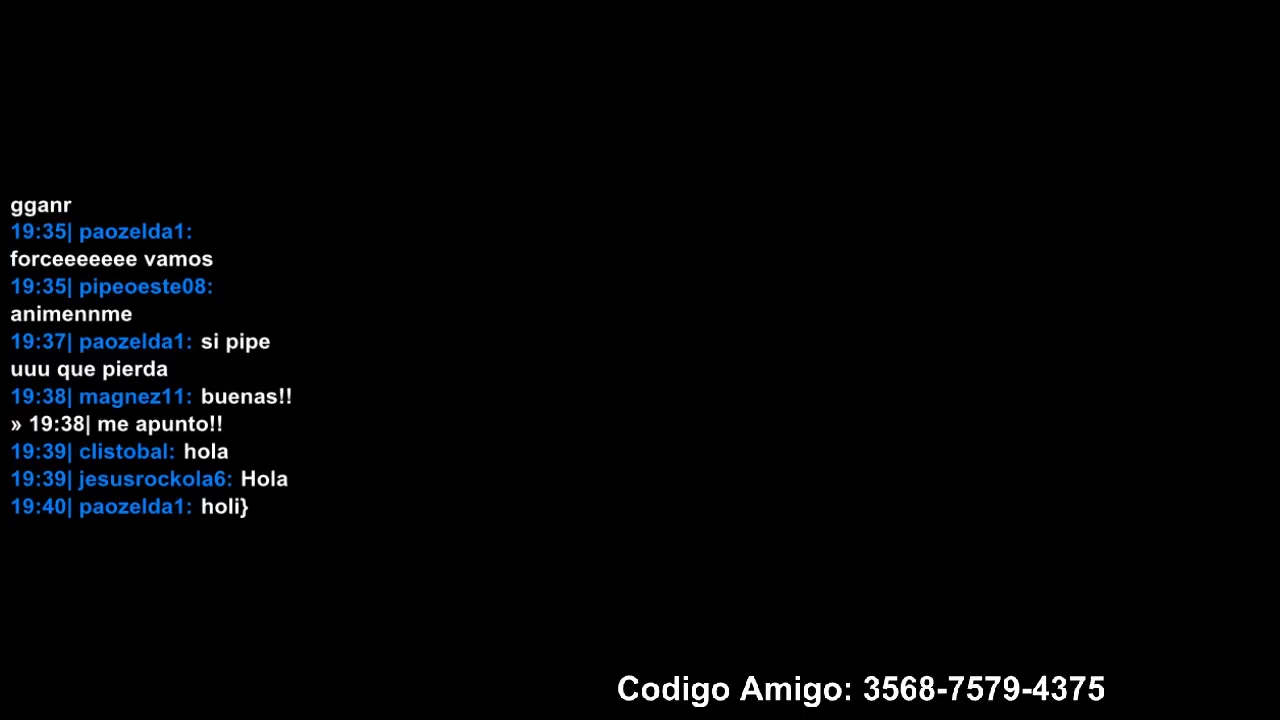 gganr
19:35| paozelda1:
forceeeeeee vamos
19:35| pipeoeste08:
animennme
19:37| paozelda1: si pipe
uuu que pierda
19:38| magnez11: buenas!!
» 19:38| me apunto!!
19:39| clistobal: hola
19:39| jesusrockola6: Hola
19:40| paozelda1: holi}
Codigo Amigo: 3568-7579-4375